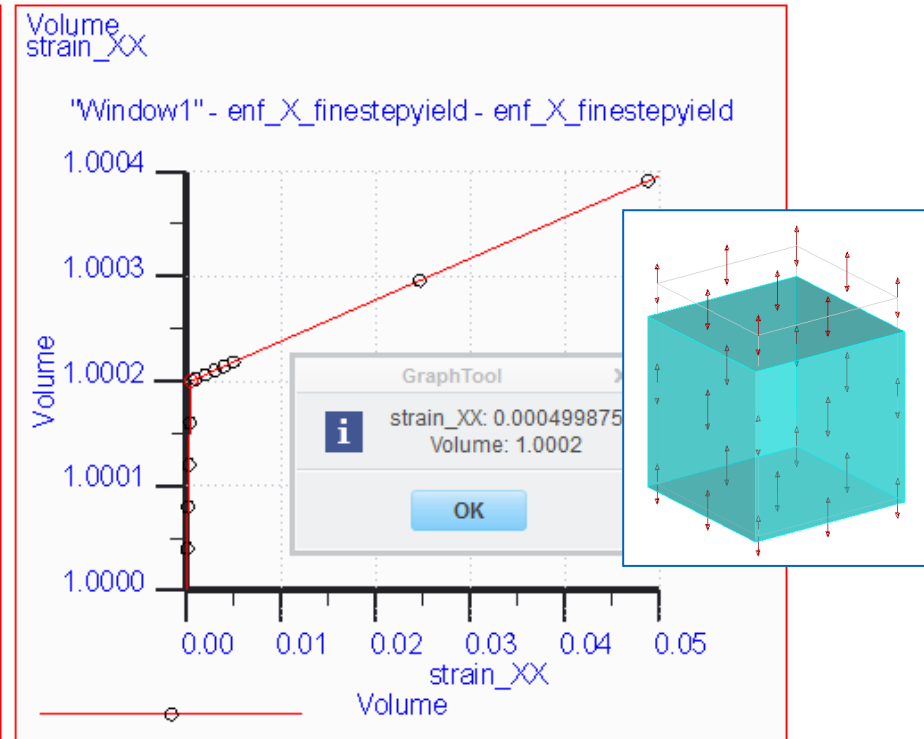 Volume
strain_XX
"Window1" - enf_X_finestepyield - enf_X_finestepyield
1.0004
1.0003
1.0002
1.0001
1.0000
Volume
GraphTool
X
strain_XX: 0.000499875
Volume: 1.0002
i
OK
0.00 0.01 0.02 0.03 0.04 0.05
strain_XX
Volume